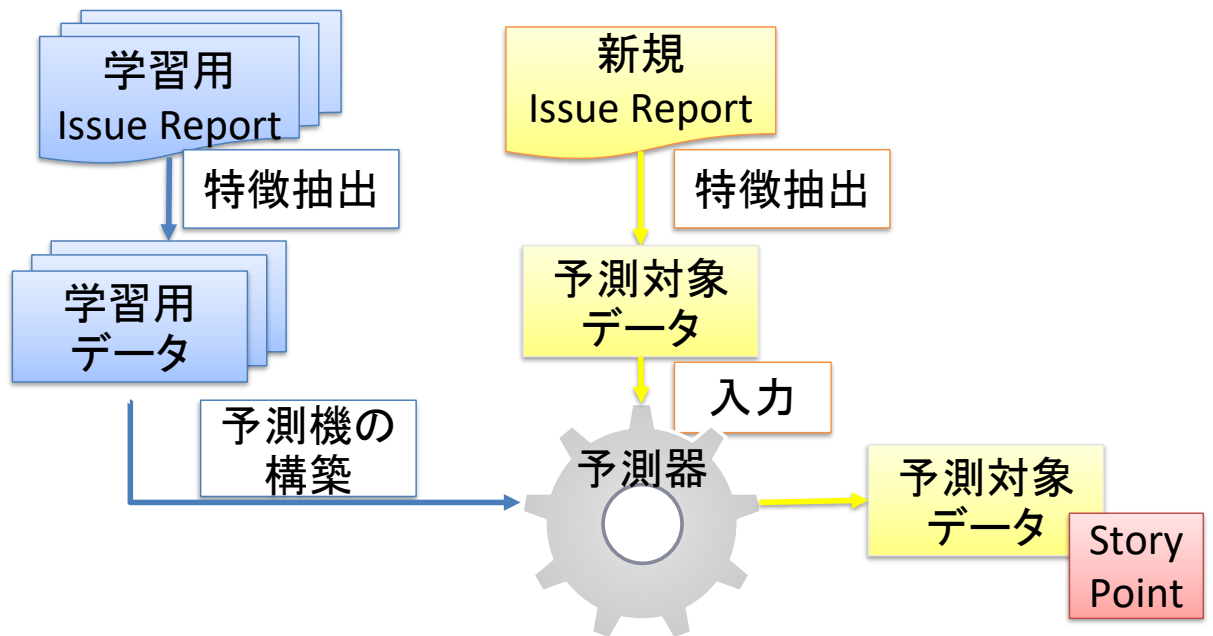 学習用
Issue Report
特徴抽出
学習用
データ
予測機の
構築
新規
Issue Report
特徴抽出
予測対象
データ
入力
予測器
予測対象
データ
Story
Point